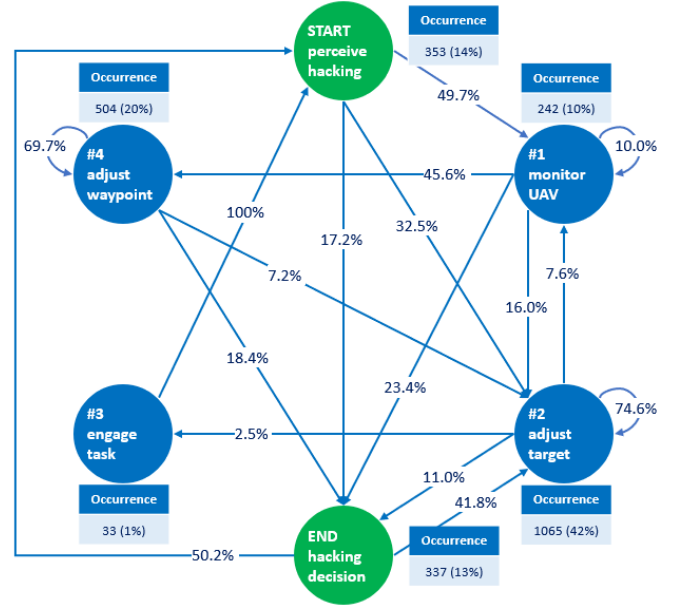 START
perceive
hacking
Occurrence
353 (14%)
49.7%
Occurrence
504 (20%)
Occurrence
242 (10%)
69.7%
#4
adjust
waypoint
45.6%
#1
monitor
UAV
10.0%
100%
17.2%
32.5%
7.2%
7.6%
16.0%
18.4%
23.4%
#3
engage
task
2.5%
#2
adjust
target
74.6%
11.0%
41.8%
Occurrence
33 (1%)
Occurrence
1065 (42%)
50.2%
END
hacking
decision
Occurrence
337 (13%)